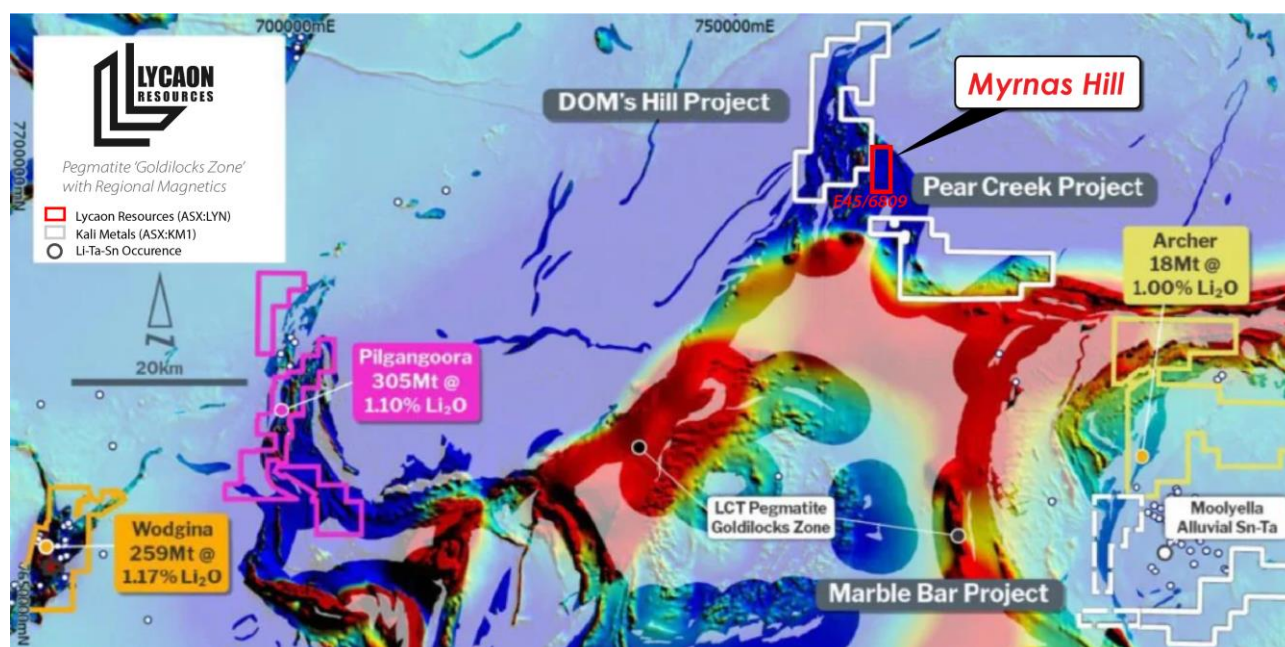 700000mE
750000mE
LYCAON
RESOURCES
Pegmatite 'Goldilocks Zone'
with Regional Magnetics
Lycaon Resources (ASX:LYN)
Kali Metals (ASX:KM1)
Li-Ta-Sn Occurence
7700000mN
DOM's Hill Project
Myrnas Hill
Pear Creek Project
E45/6809
Archer
18Mt @
1.00% Li₂O
N
20km
Pilgangoora
305Mt @
1.10% Li₂O
LCT Pegmatite
Goldilocks Zone
Moolyella
Alluvial Sn-Ta
Wodgina
259Mt @
1.17% Li₂O
7650000mN
Marble Bar Project